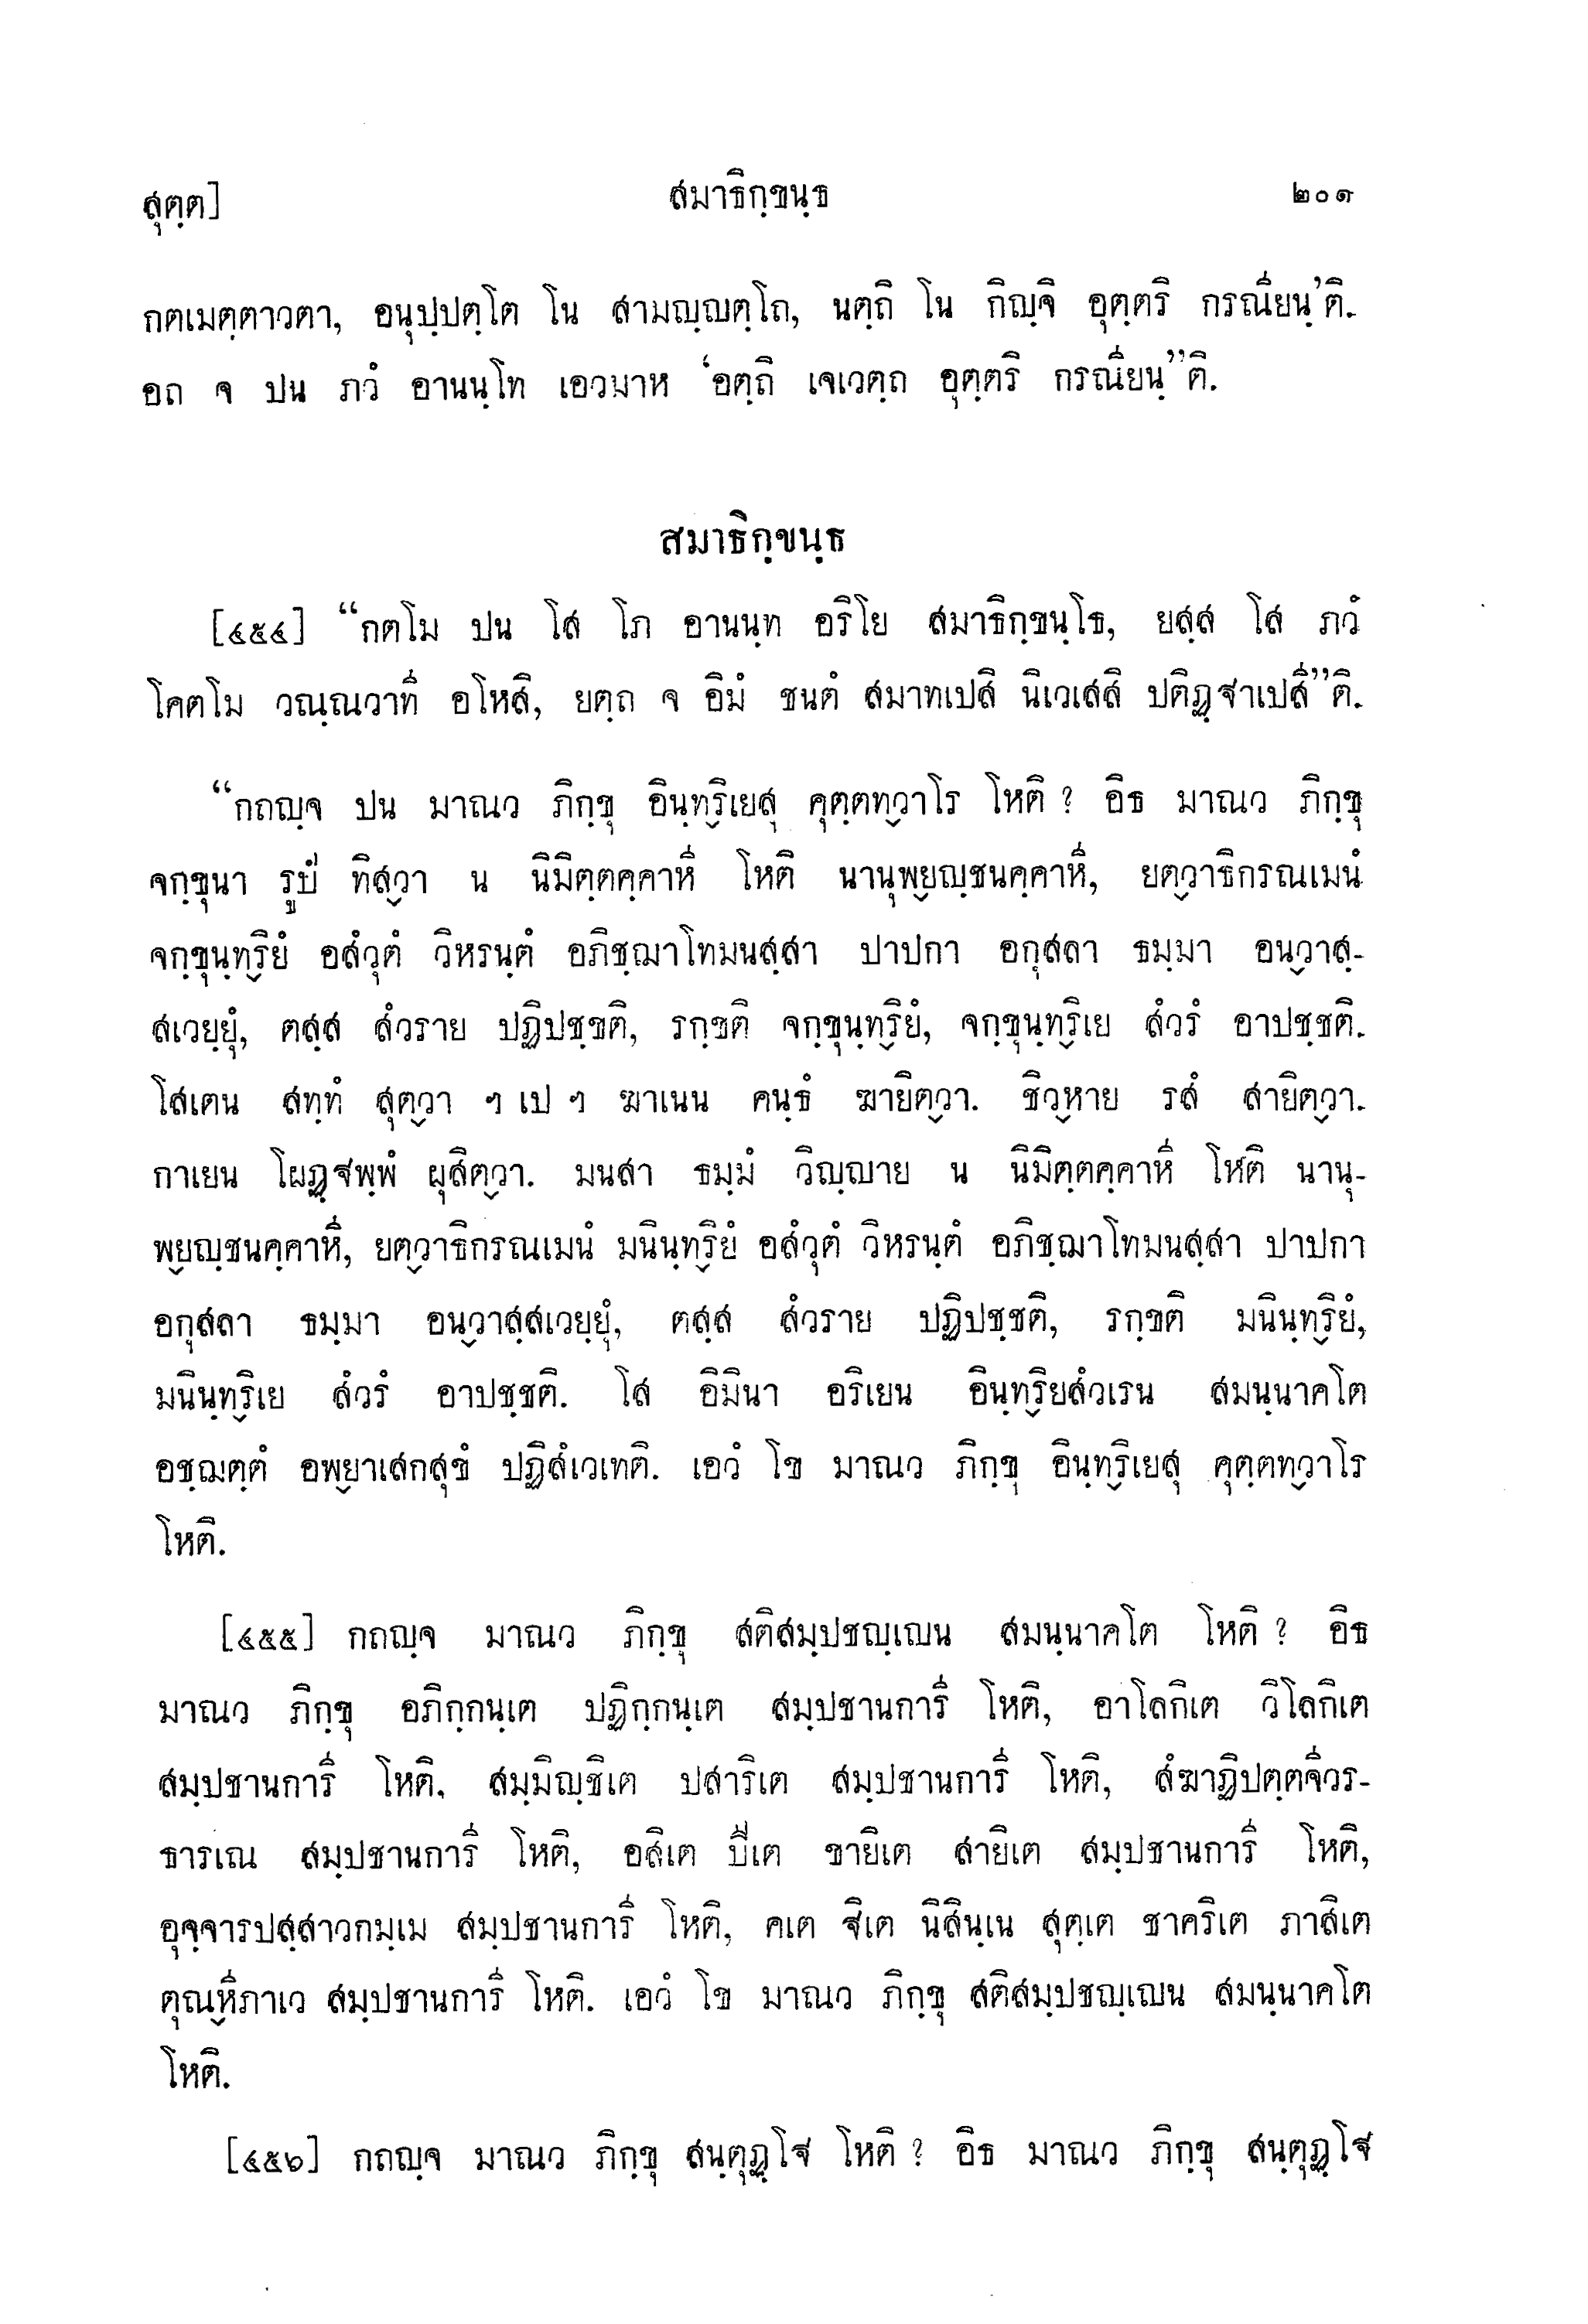 สุตฺต]
สมาธิกฺขนฺธ
๒๐๑
กตเมตฺตาวตา, อนุปฺปตฺโต โน สามญฺญตฺโถ, นตฺถิ โน กิญฺจิ อุตฺตริ กรณียนฺ’ติ.
อถ จ ปน ภวํ อานนฺโท เอวมาห ‘อตฺถิ เจเวตฺถ อุตฺตริ กรณียนฺ’’ติ.
สมาธิกฺขนฺธ
[๔๕๔] “กตโม ปน โส โภ อานนฺท อริโย สมาธิกฺขนฺโธ, ยสฺส โส ภวํ
โคตโม วณฺณวาที อโหสิ, ยตฺถ จ อิมํ ชนตํ สมาทเปสิ นิเวเสสิ ปติฏฺฐาเปสี”ติ.
“กถญฺจ ปน มาณว ภิกฺขุ อินฺท๎ริเยสุ คุตฺตท๎วาโร โหติ ? อิธ มาณว ภิกฺขุ
จกฺขุนา รูปํ ทิส๎วา น นิมิตฺตคฺคาหี โหติ นานุพ๎ยญฺชนคฺคาหี, ยต๎วาธิกรณเมนํ
จกฺขุนฺท๎ริยํ อสํวุตํ วิหรนฺตํ อภิชฺฌาโทมนสฺสา ปาปกา อกุสลา ธมฺมา อน๎วาสฺ-
สเวยฺยุํ, ตสฺส สํวราย ปฏิปชฺชติ, รกฺขติ จกฺขุนฺท๎ริยํ, จกฺขุนฺท๎ริเย สํวรํ อาปชฺชติ.
โสเตน สทฺทํ สุต๎วา ฯ เป ฯ ฆาเนน คนฺธํ ฆายิต๎วา. ชิว๎หาย รสํ สายิต๎วา.
กาเยน โผฏฺฐพฺพํ ผุสิต๎วา. มนสา ธมฺมํ วิญฺญาย น นิมิตฺตคฺคาหี โหติ นานุ-
พ๎ยญฺชนคฺคาหี, ยต๎วาธิกรณเมนํ มนินฺท๎ริยํ อสํวุตํ วิหรนฺตํ อภิชฺฌาโทมนสฺสา ปาปกา
อกุสลา ธมฺมา อน๎วาสฺสเวยฺยุํ, ตสฺส สํวราย ปฏิปชฺชติ, รกฺขติ มนินฺท๎ริยํ,
มนินฺท๎ริเย สํวรํ อาปชฺชติ. โส อิมินา อริเยน อินฺท๎ริยสํวเรน สมนฺนาคโต
อชฺฌตฺตํ อพ๎ยาเสกสุขํ ปฏิสํเวเทติ. เอวํ โข มาณว ภิกฺขุ อินฺท๎ริเยสุ คุตฺตท๎วาโร
โหติ.
[๔๕๕] กถญฺจ มาณว ภิกฺขุ สติสมฺปชญฺเญน สมนฺนาคโต โหติ ? อิธ
มาณว ภิกฺขุ อภิกฺกนฺเต ปฏิกฺกนฺเต สมฺปชานการี โหติ, อาโลกิเต วิโลกิเต
สมฺปชานการี โหติ, สมฺมิญฺชิเต ปสาริเต สมฺปชานการี โหติ, สํฆาฏิปตฺตจีวร-
ธารเณ สมฺปชานการี โหติ, อสิเต ปีเต ขายิเต สายิเต สมฺปชานการี โหติ,
อุจฺจารปสฺสาวกมฺเม สมฺปชานการี โหติ, คเต ฐิเต นิสินฺเน สุตฺเต ชาคริเต ภาสิเต
ตุณ๎หีภาเว สมฺปชานการี โหติ. เอวํ โข มาณว ภิกฺขุ สติสมฺปชญฺเญน สมนฺนาคโต
โหติ.
[๔๕๖] กถญฺจ มาณว ภิกฺขุ สนฺตุฏฺโฐ โหติ ? อิธ มาณว ภิกฺขุ สนฺตุฏฺโฐ